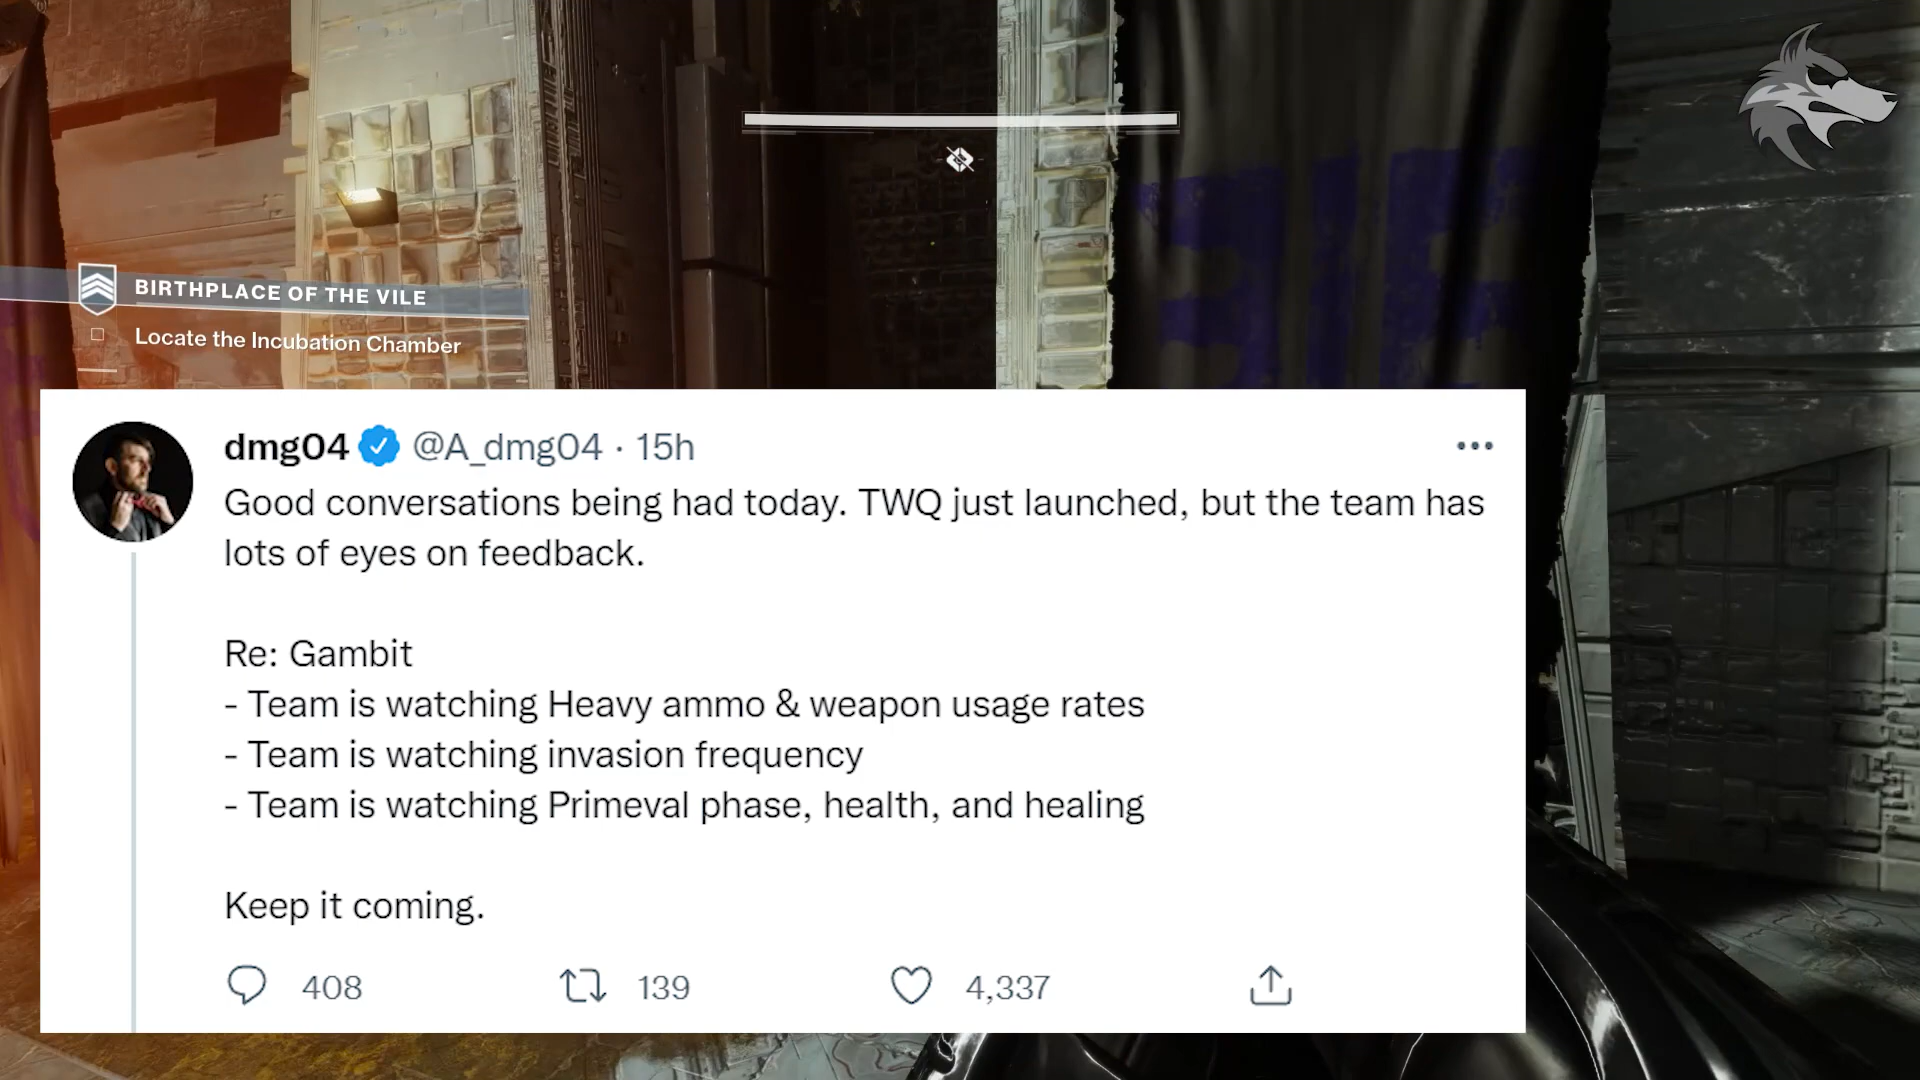 BIRTHPLACE OF THE VILE
Locate the Incubation Chamber
dmg04 @A_dmg04 · 15h
Good conversations being had today. TWQ just launched, but the team has
lots of eyes on feedback.
Re: Gambit
- Team is watching Heavy ammo & weapon usage rates
- Team is watching invasion frequency
- Team is watching Primeval phase, health, and healing
Keep it coming.
408 139 4,337